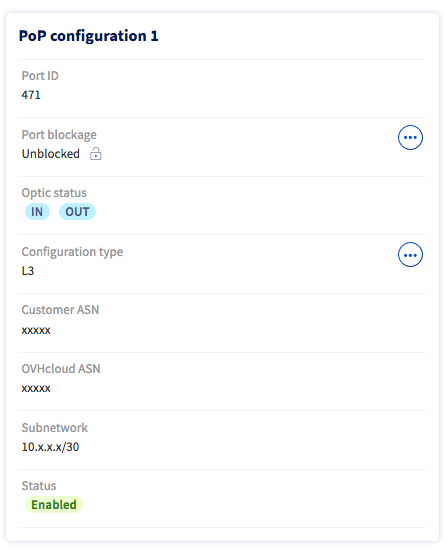 PoP configuration 1
Port ID
471
Port blockage
Unblocked
Optic status
IN OUT
Configuration type
L3
Customer ASN
xxxxx
OVHcloud ASN
xxxxx
Subnetwork
10.x.x.x/30
Status
Enabled